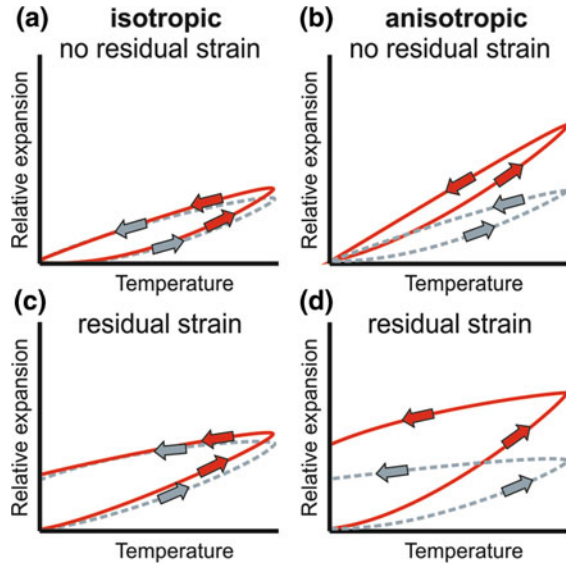 (a)
isotropic
no residual strain
Relative expansion
Temperature
(b)
anisotropic
no residual strain
Relative expansion
Temperature
(c)
residual strain
Relative expansion
Temperature
(d)
residual strain
Relative expansion
Temperature